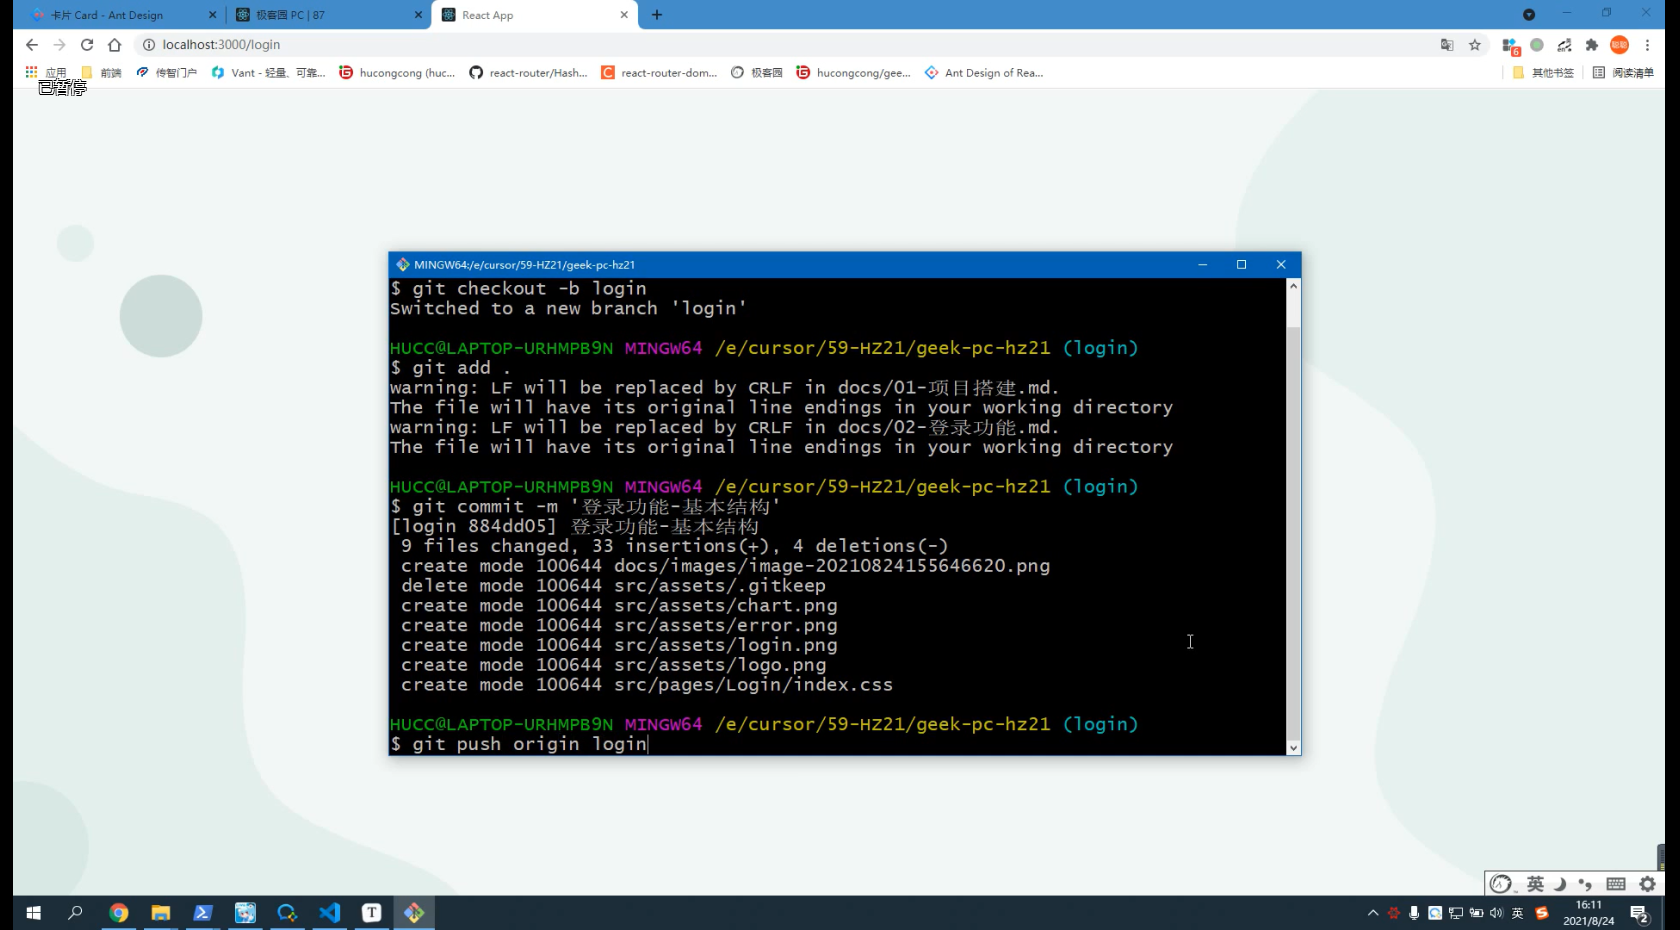 卡片 Card - Ant Design
极客园 PC | 87
React App
localhost:3000/login
应用
前端
传智门户
Vant - 轻量、可靠...
hucongcong (huc...
react-router/Hash...
react-router-dom...
极客园
hucongcong/gee...
Ant Design of Rea...
其他书签
阅读清单
已暂停
MINGW64:/e/cursor/59-HZ21/geek-pc-hz21
$ git checkout -b login
Switched to a new branch 'login'
HUCC@LAPTOP-URHMPB9N MINGW64 /e/cursor/59-HZ21/geek-pc-hz21 (login)
$ git add .
warning: LF will be replaced by CRLF in docs/01-项目搭建.md.
The file will have its original line endings in your working directory
warning: LF will be replaced by CRLF in docs/02-登录功能.md.
The file will have its original line endings in your working directory
HUCC@LAPTOP-URHMPB9N MINGW64 /e/cursor/59-HZ21/geek-pc-hz21 (login)
$ git commit -m '登录功能-基本结构'
[login 884dd05] 登录功能-基本结构
9 files changed, 33 insertions(+), 4 deletions(-)
create mode 100644 docs/images/image-20210824155646620.png
delete mode 100644 src/assets/.gitkeep
create mode 100644 src/assets/chart.png
create mode 100644 src/assets/error.png
create mode 100644 src/assets/login.png
create mode 100644 src/assets/logo.png
create mode 100644 src/pages/Login/index.css
HUCC@LAPTOP-URHMPB9N MINGW64 /e/cursor/59-HZ21/geek-pc-hz21 (login)
$ git push origin login
英
英
16:11
2021/8/24
2